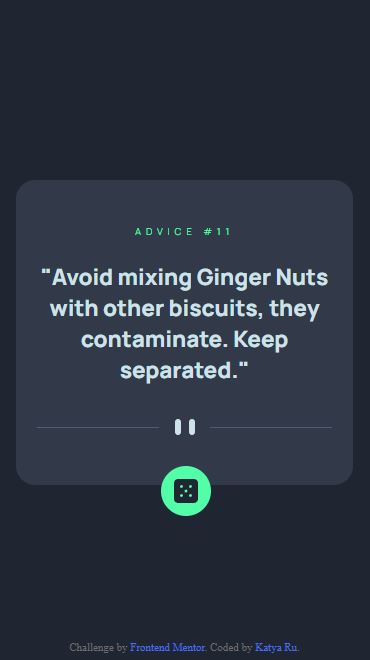 ADVICE #11
"Avoid mixing Ginger Nuts
with other biscuits, they
contaminate. Keep
separated."
Challenge by Frontend Mentor. Coded by Katya Ru.